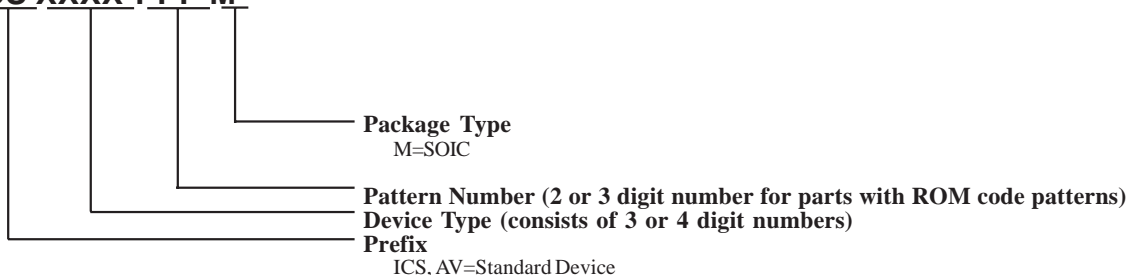 Package Type
M=SOIC
Pattern Number (2 or 3 digit number for parts with ROM code patterns)
Device Type (consists of 3 or 4 digit numbers)
Prefix
ICS, AV=Standard Device